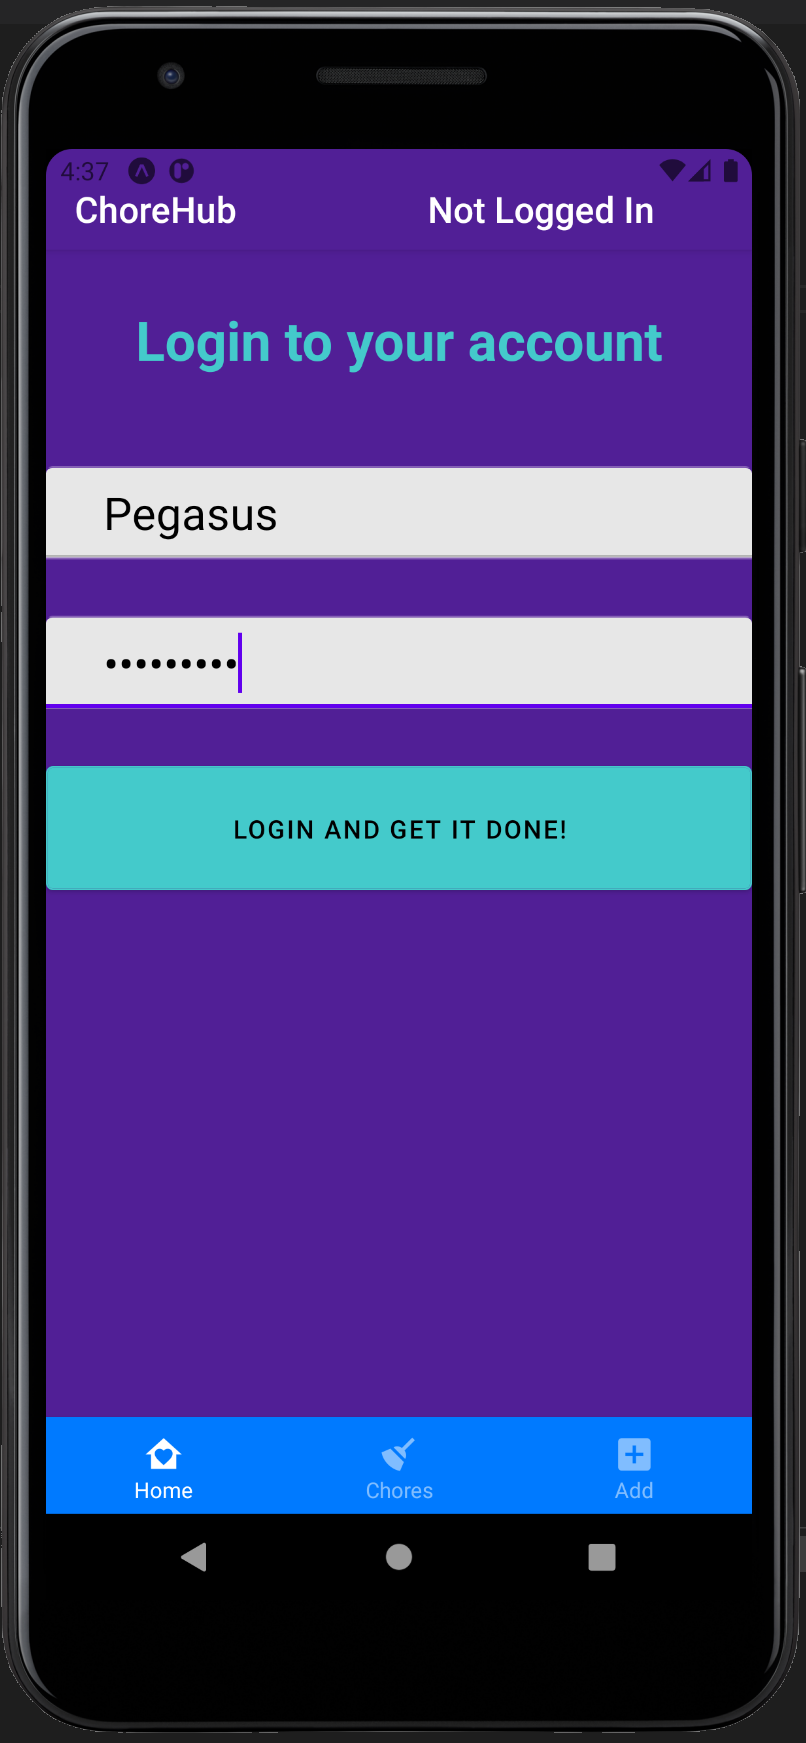 4:37
ChoreHub Not Logged In
Login to your account
Pegasus
•••••••••
LOGIN AND GET IT DONE!
Home Chores Add